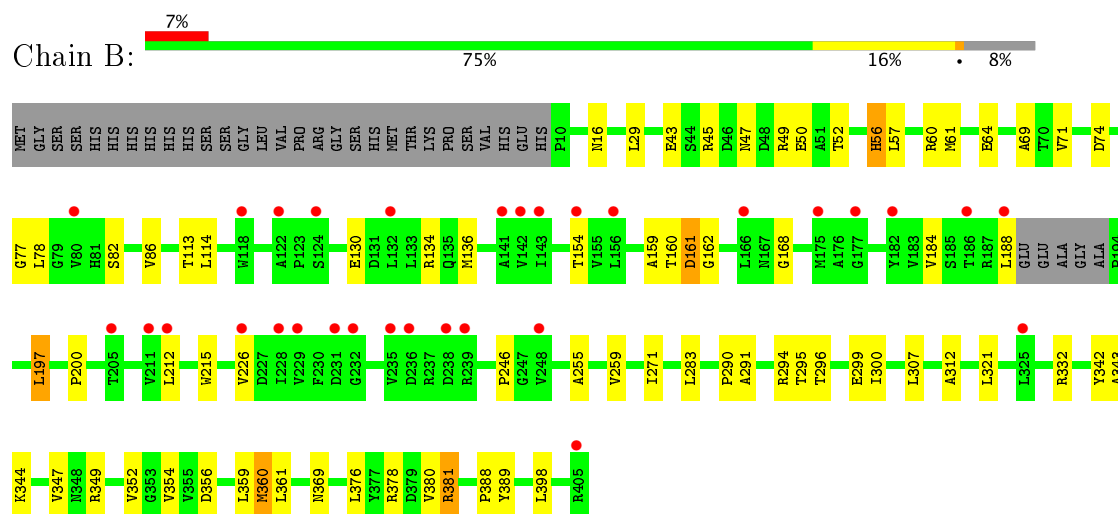 7%
Chain B:
75% 16% • 8%
MET GLY SER SER HIS HIS HIS HIS HIS HIS SER SER GLY LEU VAL PRO ARG GLY SER HIS MET THR LYS PRO SER VAL HIS GLU HIS P10 N16 L29 E43 S44 R45 D46 N47 D48 R49 E50 A51 T52 H56 L57 R60 M61 E64 A69 T70 V71 D74
G77 L78 G79 V80 H81 S82 V86 T113 L114 W118 A122 P123 S124 E130 D131 L132 L133 R134 Q135 M136 A141 V142 I143 T154 V155 L156 A159 T160 D161 G162 L166 N167 G168 M175 A176 G177 Y182 V183 V184 S185 T186 R187 L188 GLU GLU ALA GLY ALA P194
L197 P200 T205 V211 L212 W215 V226 D227 I228 V229 F230 D231 G232 V235 D236 R237 D238 R239 P246 G247 V248 A255 V259 I271 L283 P290 A291 R294 T295 T296 E299 I300 L307 A312 L321 L325 R332 Y342 A343
K344 V347 N348 R349 V352 G353 V354 V355 D356 L359 M360 L361 N369 L376 Y377 R378 D379 V380 R381 P388 Y389 L398 R405